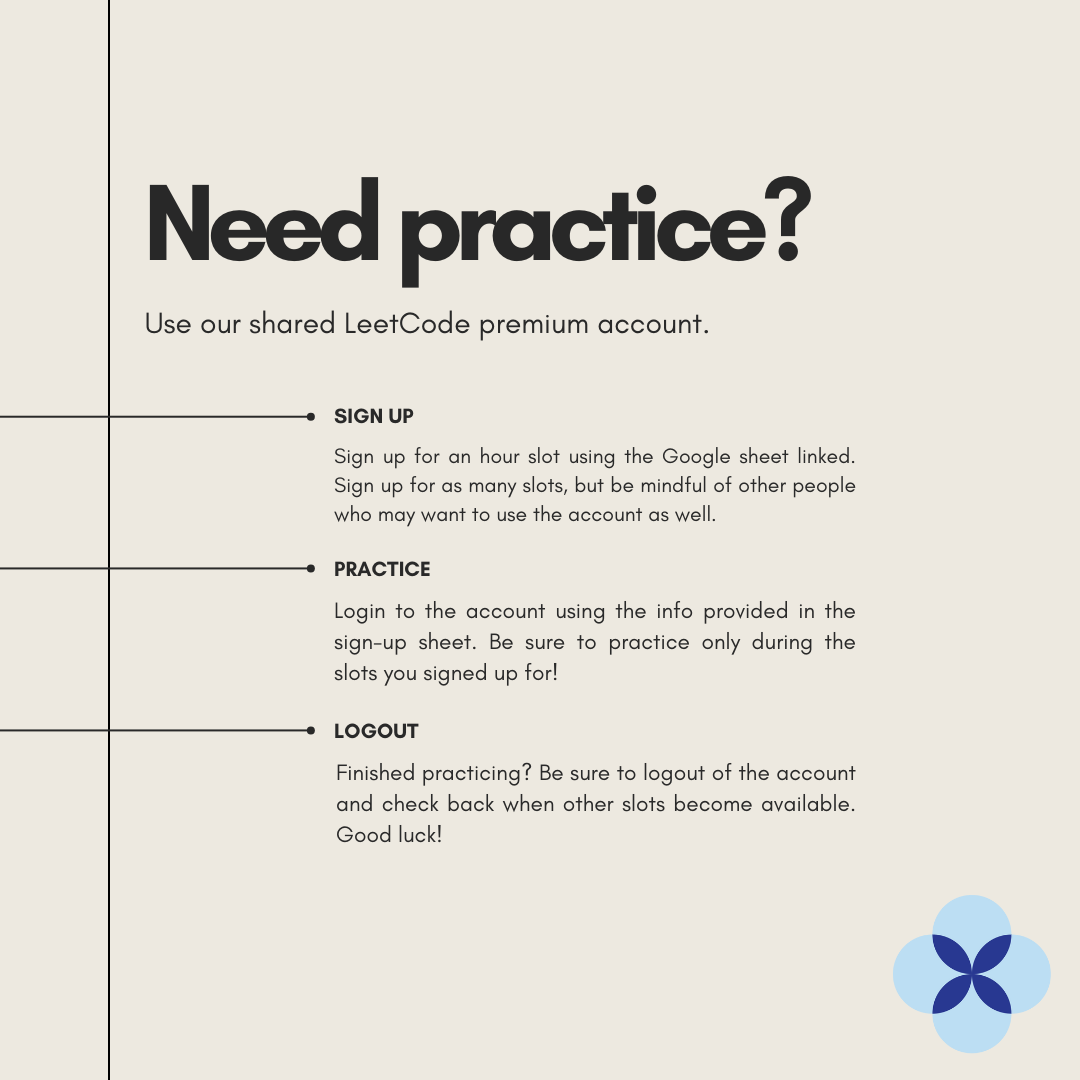 Need practice?
Use our shared LeetCode premium account.
SIGN UP
Sign up for an hour slot using the Google sheet linked.
Sign up for as many slots, but be mindful of other people
who may want to use the account as well.
PRACTICE
Login to the account using the info provided in the
sign-up sheet. Be sure to practice only during the
slots you signed up for!
LOGOUT
Finished practicing? Be sure to logout of the account
and check back when other slots become available.
Good luck!